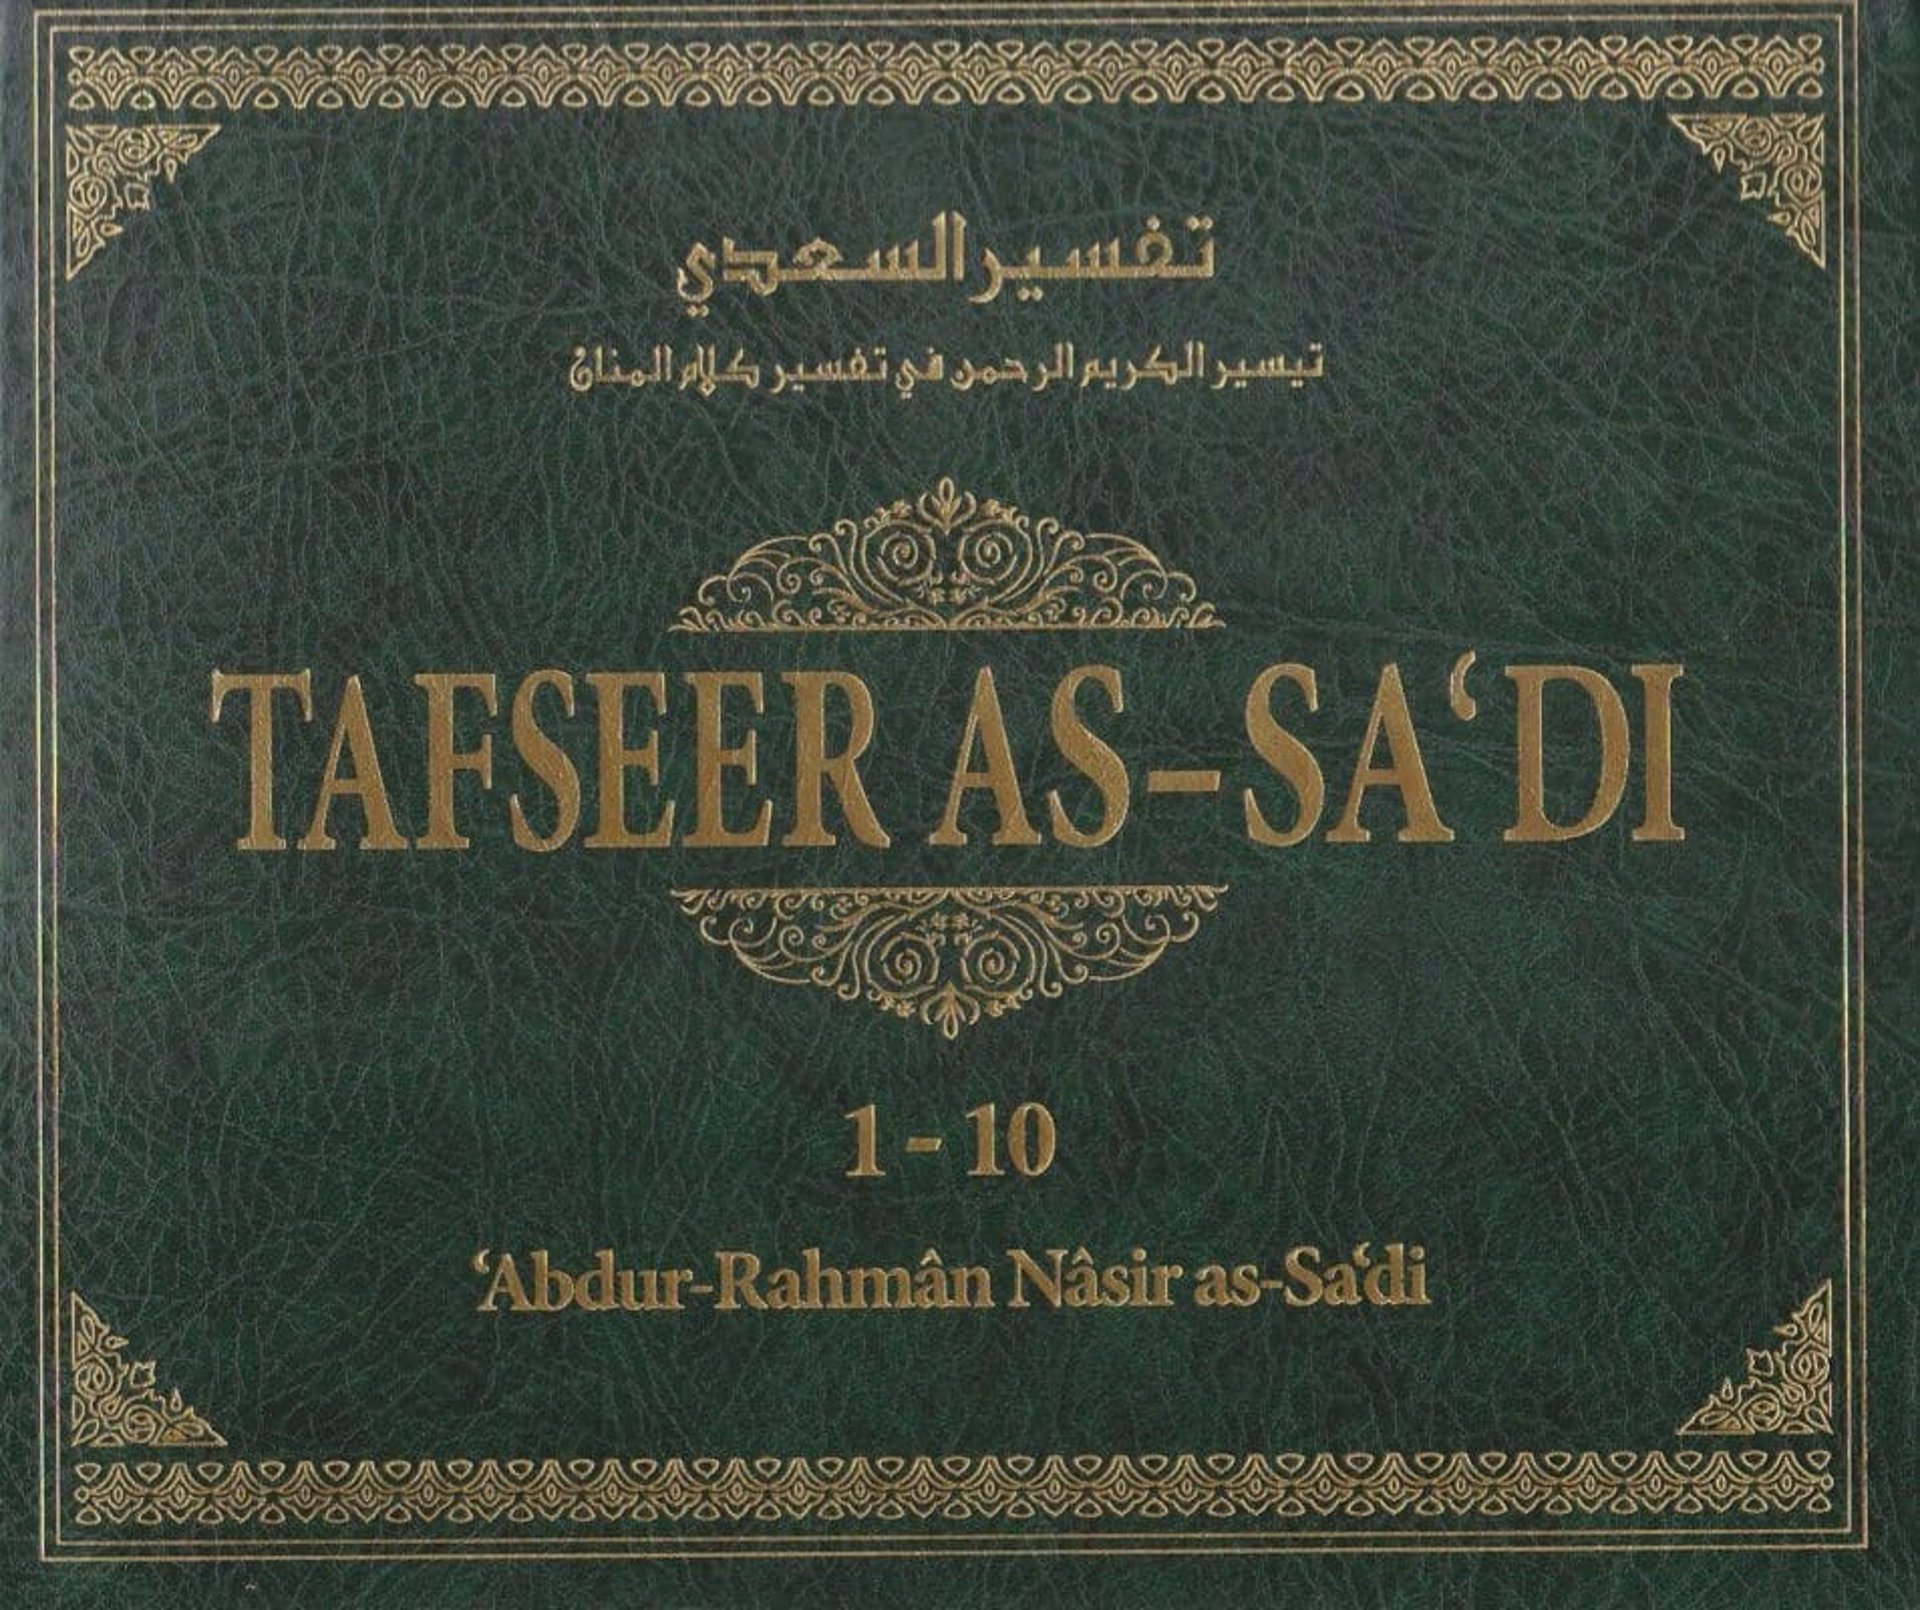 تفسير السعدي
تيسير الكريم الرحمن في تفسير كلام المنان
TAFSEER AS-SA‘DI
1 - 10
‘Abdur-Rahmân Nâsir as-Sa‘di